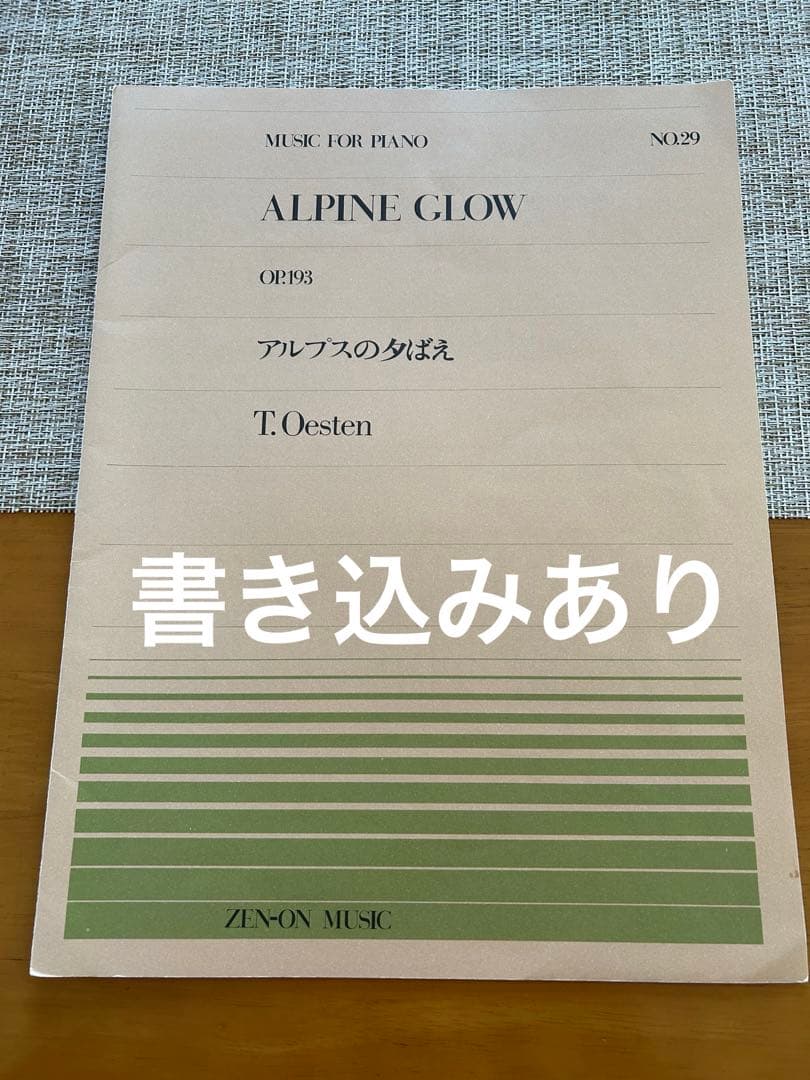 MUSIC FOR PIANO NO.29
ALPINE GLOW
OP.193
アルプスの夕ばえ
T. Oesten
書き込みあり
ZEN-ON MUSIC